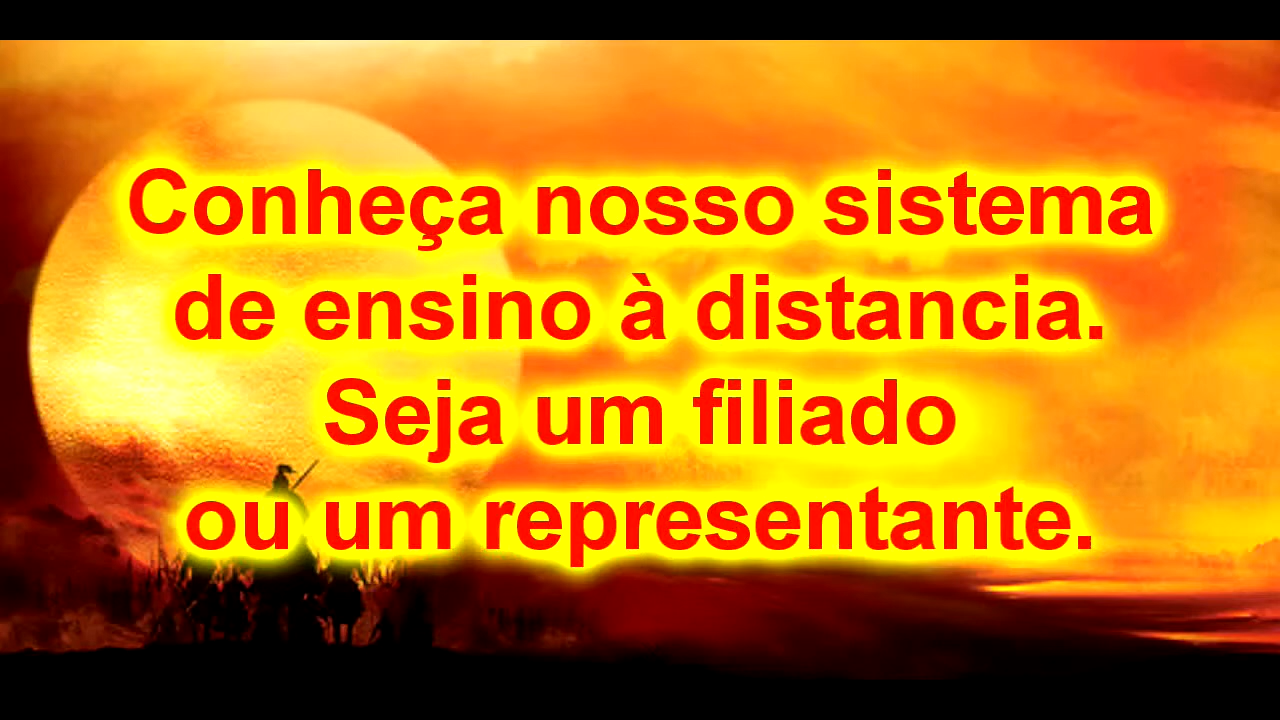 Conheça nosso sistema
de ensino à distancia.
Seja um filiado
ou um representante.